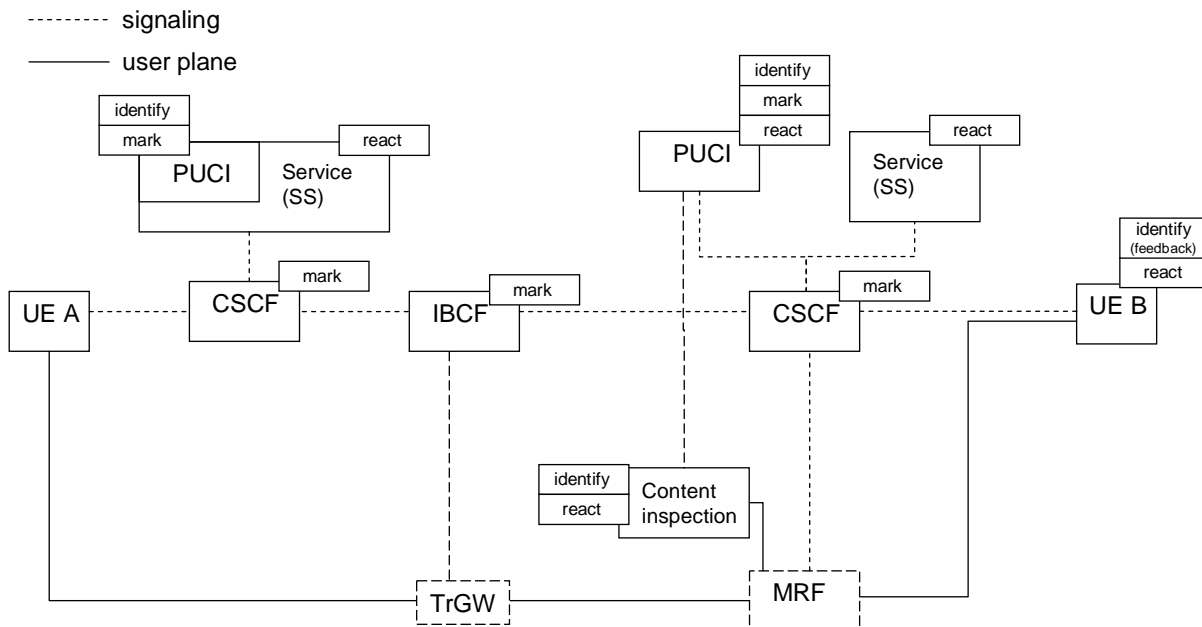 signaling
user plane
identify
mark
PUCI
Service
(SS)
react
identify
mark
react
PUCI
Service
(SS)
react
identify
(feedback)
react
UE A
CSCF
mark
IBCF
mark
CSCF
mark
UE B
identify
react
Content
inspection
TrGW
MRF